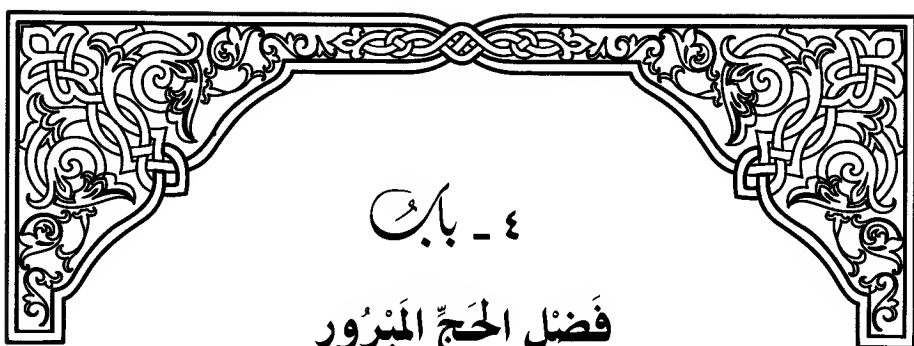 ٤ - بابُ
فَضْلِ الحَجِّ المَبْرُورِ